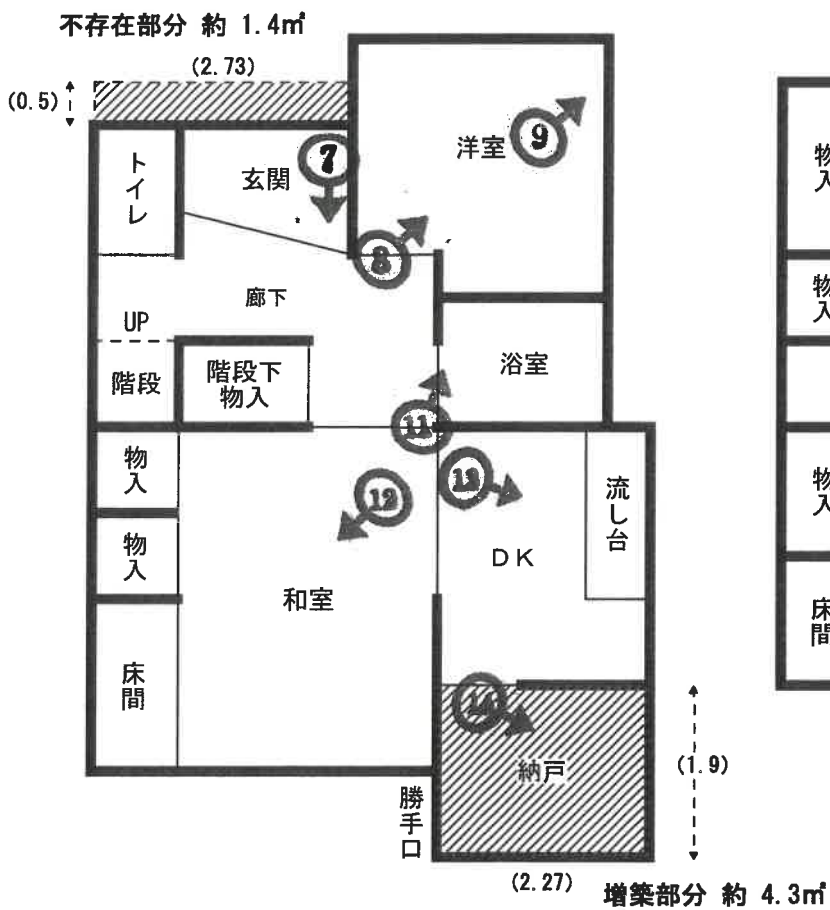 不存在部分 約 1.4㎡
(2.73)
(0.5)
トイレ
玄関
7
洋室
9
8
廊下
UP
階段
階段下
物入
浴室
11
物入
12
13
流し台
DK
物入
和室
床間
14
納戸
(1.9)
勝手口
(2.27)
増築部分 約 4.3㎡
物入
物入
物入
床間